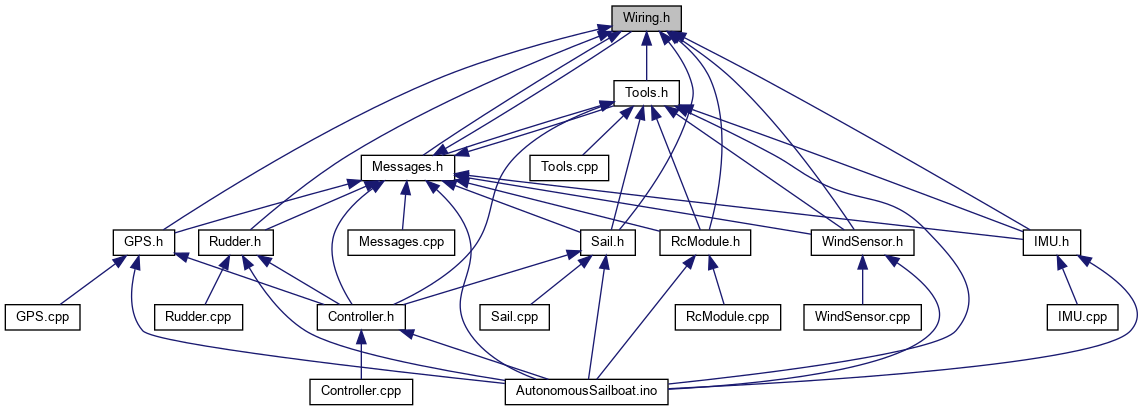 Wiring.h
Tools.h
Messages.h
Tools.cpp
GPS.h
Rudder.h
Messages.cpp
Sail.h
RcModule.h
WindSensor.h
IMU.h
GPS.cpp
Rudder.cpp
Controller.h
Sail.cpp
RcModule.cpp
WindSensor.cpp
IMU.cpp
Controller.cpp
AutonomousSailboat.ino